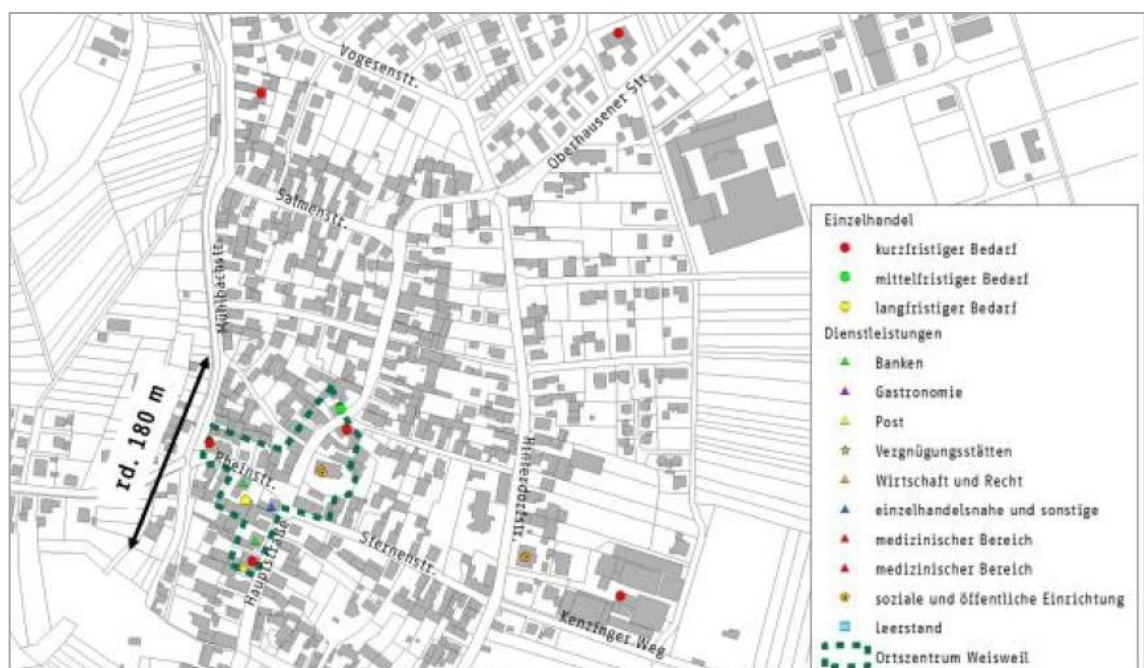 Vogesenstr.
Oberhausener Str.
Salmenstr.
Mühlbachstr.
rd. 180 m
Rheinstr.
Hauptstraße
Sternenstr.
Hinterdorfstr.
Kenzinger Weg
Einzelhandel
kurzfristiger Bedarf
mittelfristiger Bedarf
langfristiger Bedarf
Dienstleistungen
Banken
Gastronomie
Post
Vergnügungsstätten
Wirtschaft und Recht
einzelhandelsnahe und sonstige
medizinischer Bereich
medizinischer Bereich
soziale und öffentliche Einrichtung
Leerstand
Ortszentrum Weisweil